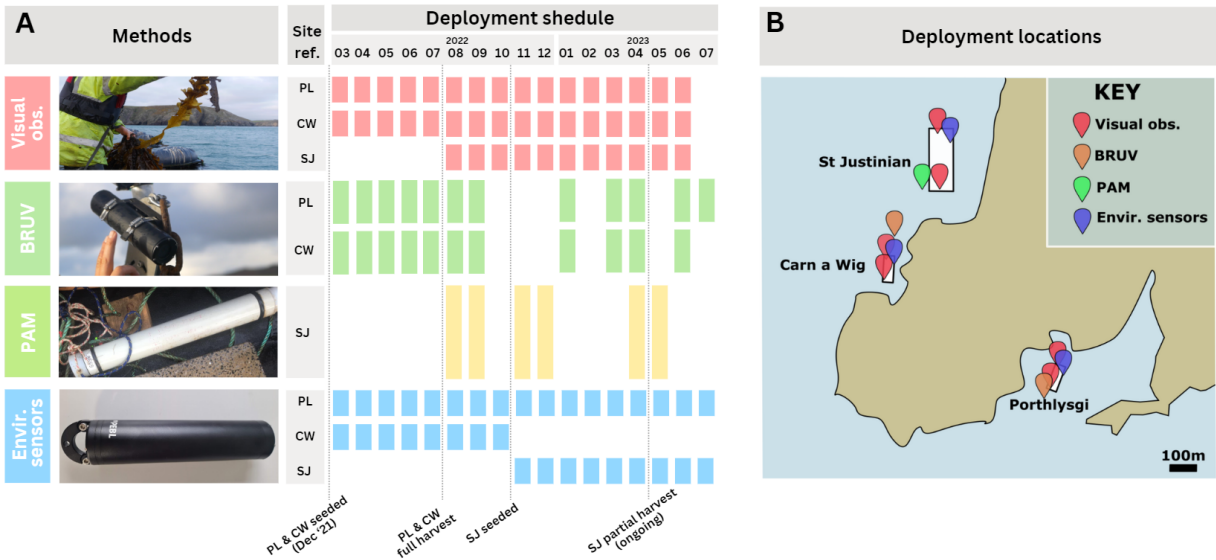 A
Methods
Site
ref.
Deployment shedule
2022
2023
03 04 05 06 07 08 09 10 11 12 01 02 03 04 05 06 07
Visual
obs.
PL
CW
SJ
BRUV
PL
CW
PAM
SJ
Envir.
sensors
PL
CW
SJ
PL & CW seeded
(Dec '21)
PL & CW
full harvest
SJ seeded
SJ partial harvest
(ongoing)
B
Deployment locations
KEY
Visual obs.
BRUV
PAM
Envir. sensors
St Justinian
Carn a Wig
Porthlysgi
100m